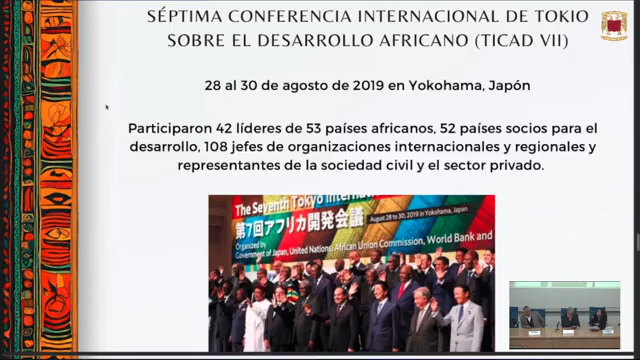 SÉPTIMA CONFERENCIA INTERNACIONAL DE TOKIO
SOBRE EL DESARROLLO AFRICANO (TICAD VII)
28 al 30 de agosto de 2019 en Yokohama, Japón
Participaron 42 líderes de 53 países africanos, 52 países socios para el
desarrollo, 108 jefes de organizaciones internacionales y regionales y
representantes de la sociedad civil y el sector privado.
The Seventh Tokyo Internat
第7回アフリカ開発会議
August 28 to 30, 2019 in Yokohama, Japan
Organized by
Government of Japan, United Nations, African Union Commission, World Bank and